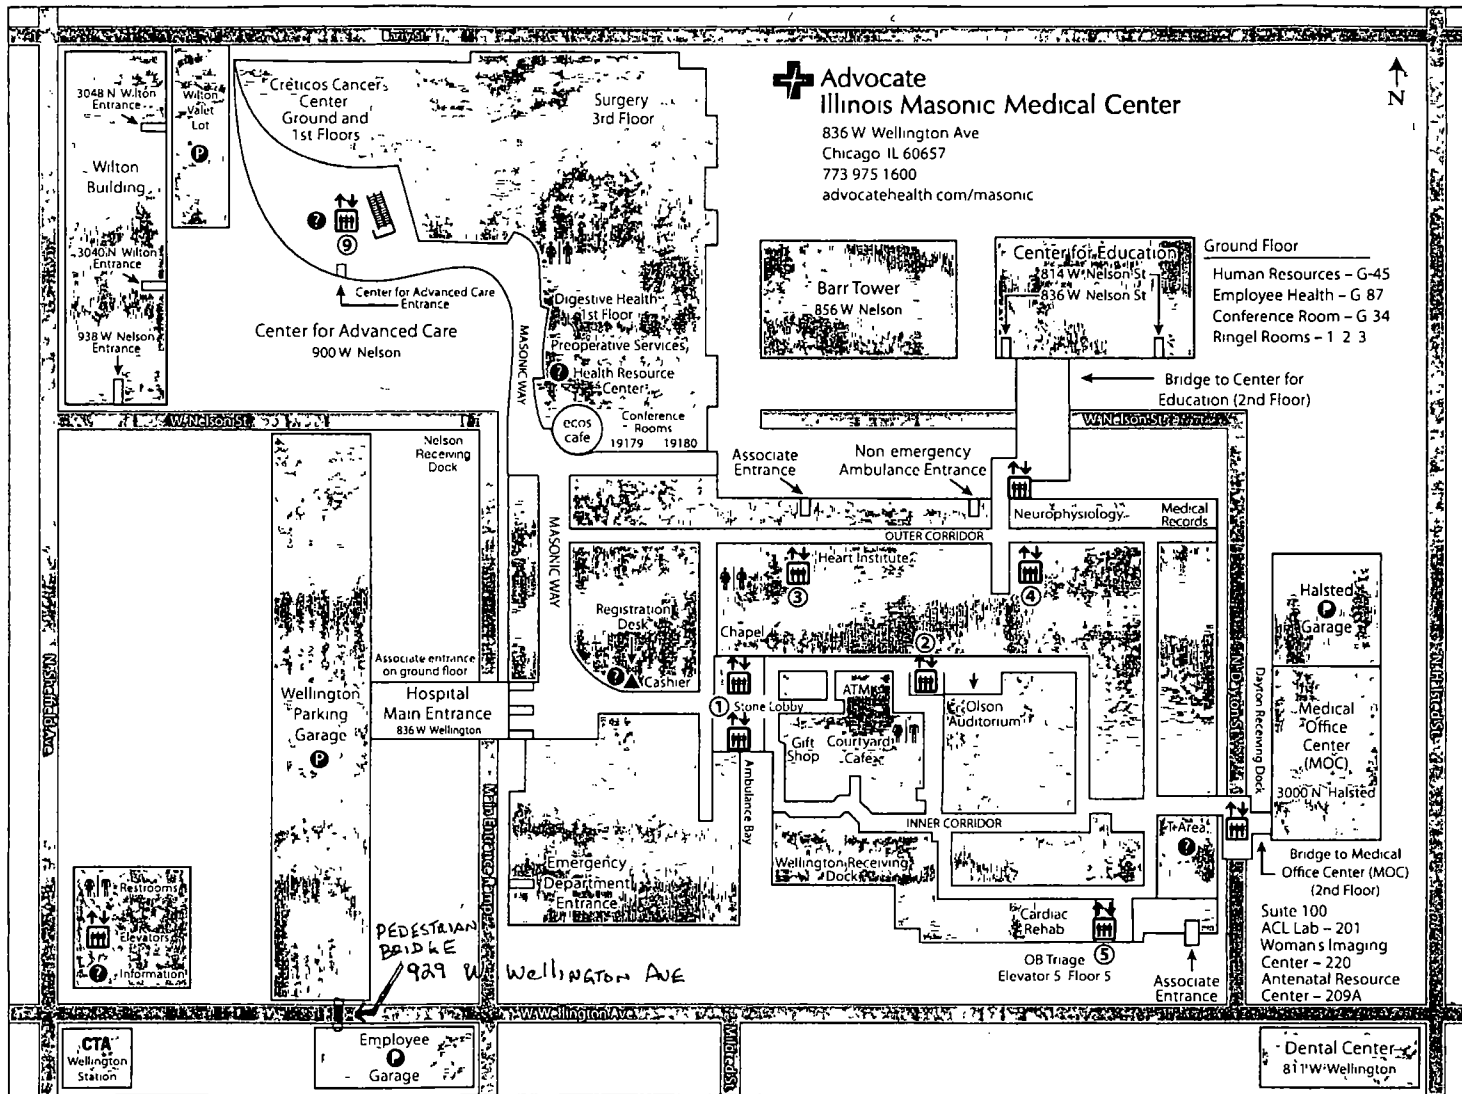 Advocate
Illinois Masonic Medical Center
836 W Wellington Ave
Chicago IL 60657
773 975 1600
advocatehealth.com/masonic
N
3048 N Wilton
Entrance
Wilton
Valet
Lot
P
Wilton
Building
3040 N Wilton
Entrance
938 W Nelson
Entrance
Creticos Cancer
Center
Ground and
1st Floors
Surgery
3rd Floor
?
9
Center for Advanced Care
Entrance
Center for Advanced Care
900 W Nelson
MASONIC WAY
Digestive Health
1st Floor
Preoperative Services
?
Health Resource
Center
ecos
cafe
Conference
Rooms
19179 19180
Barr Tower
856 W Nelson
Center for Education
814 W Nelson St
836 W Nelson St
Ground Floor
Human Resources – G-45
Employee Health – G 87
Conference Room – G 34
Ringel Rooms – 1 2 3
Bridge to Center for
Education (2nd Floor)
W. Nelson St
W. Nelson St
Nelson
Receiving
Dock
Associate
Entrance
Non emergency
Ambulance Entrance
Neurophysiology
Medical
Records
OUTER CORRIDOR
MASONIC WAY
Heart Institute
3
4
Registration
Desk
?
Cashier
Chapel
2
Associate entrance
on ground floor
Hospital
Main Entrance
836 W Wellington
Wellington
Parking
Garage
P
1
Stone Lobby
ATM
Gift
Shop
Courtyard
Cafe
Olson
Auditorium
Ambulance Bay
INNER CORRIDOR
Halsted
P
Garage
Dayton Receiving Dock
Medical
Office
Center
(MOC)
3000 N Halsted
Bridge to Medical
Office Center (MOC)
(2nd Floor)
Suite 100
ACL Lab – 201
Womans Imaging
Center – 220
Antenatal Resource
Center – 209A
?
Emergency
Department
Entrance
Wellington Receiving
Dock
Cardiac
Rehab
5
OB Triage
Elevator 5 Floor 5
Associate
Entrance
Restrooms
Elevators
?
Information
PEDESTRIAN
BRIDGE
929 W Wellington AVE
W. Wellington Ave
CTA
Wellington
Station
Employee
P
Garage
Dental Center
811 W Wellington